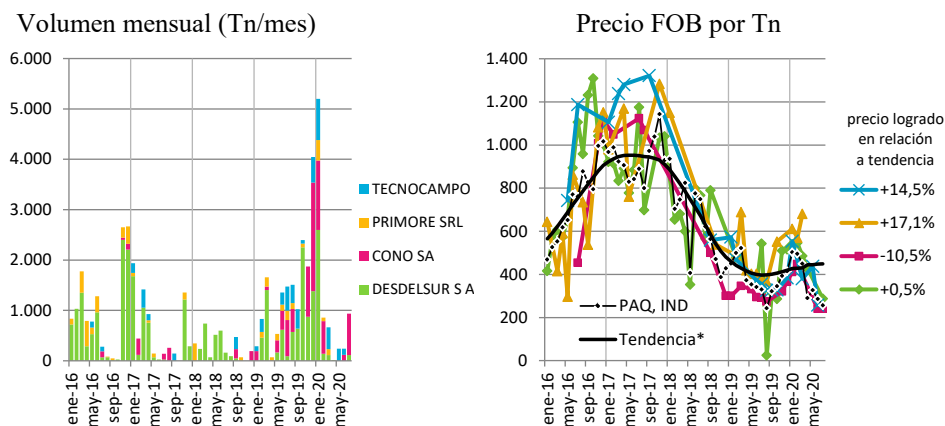 Volumen mensual (Tn/mes)
6.000
5.000
4.000
3.000
2.000
1.000
0
ene-16
may-16
sep-16
ene-17
may-17
sep-17
ene-18
may-18
sep-18
ene-19
may-19
sep-19
ene-20
may-20
TECNOCAMPO
PRIMORE SRL
CONO SA
DESDELSUR S A
Precio FOB por Tn
1.400
1.200
1.000
800
600
400
200
0
ene-16
may-16
sep-16
ene-17
may-17
sep-17
ene-18
may-18
sep-18
ene-19
may-19
sep-19
ene-20
may-20
PAQ, IND
Tendencia*
precio logrado
en relación
a tendencia
+14,5%
+17,1%
-10,5%
+0,5%